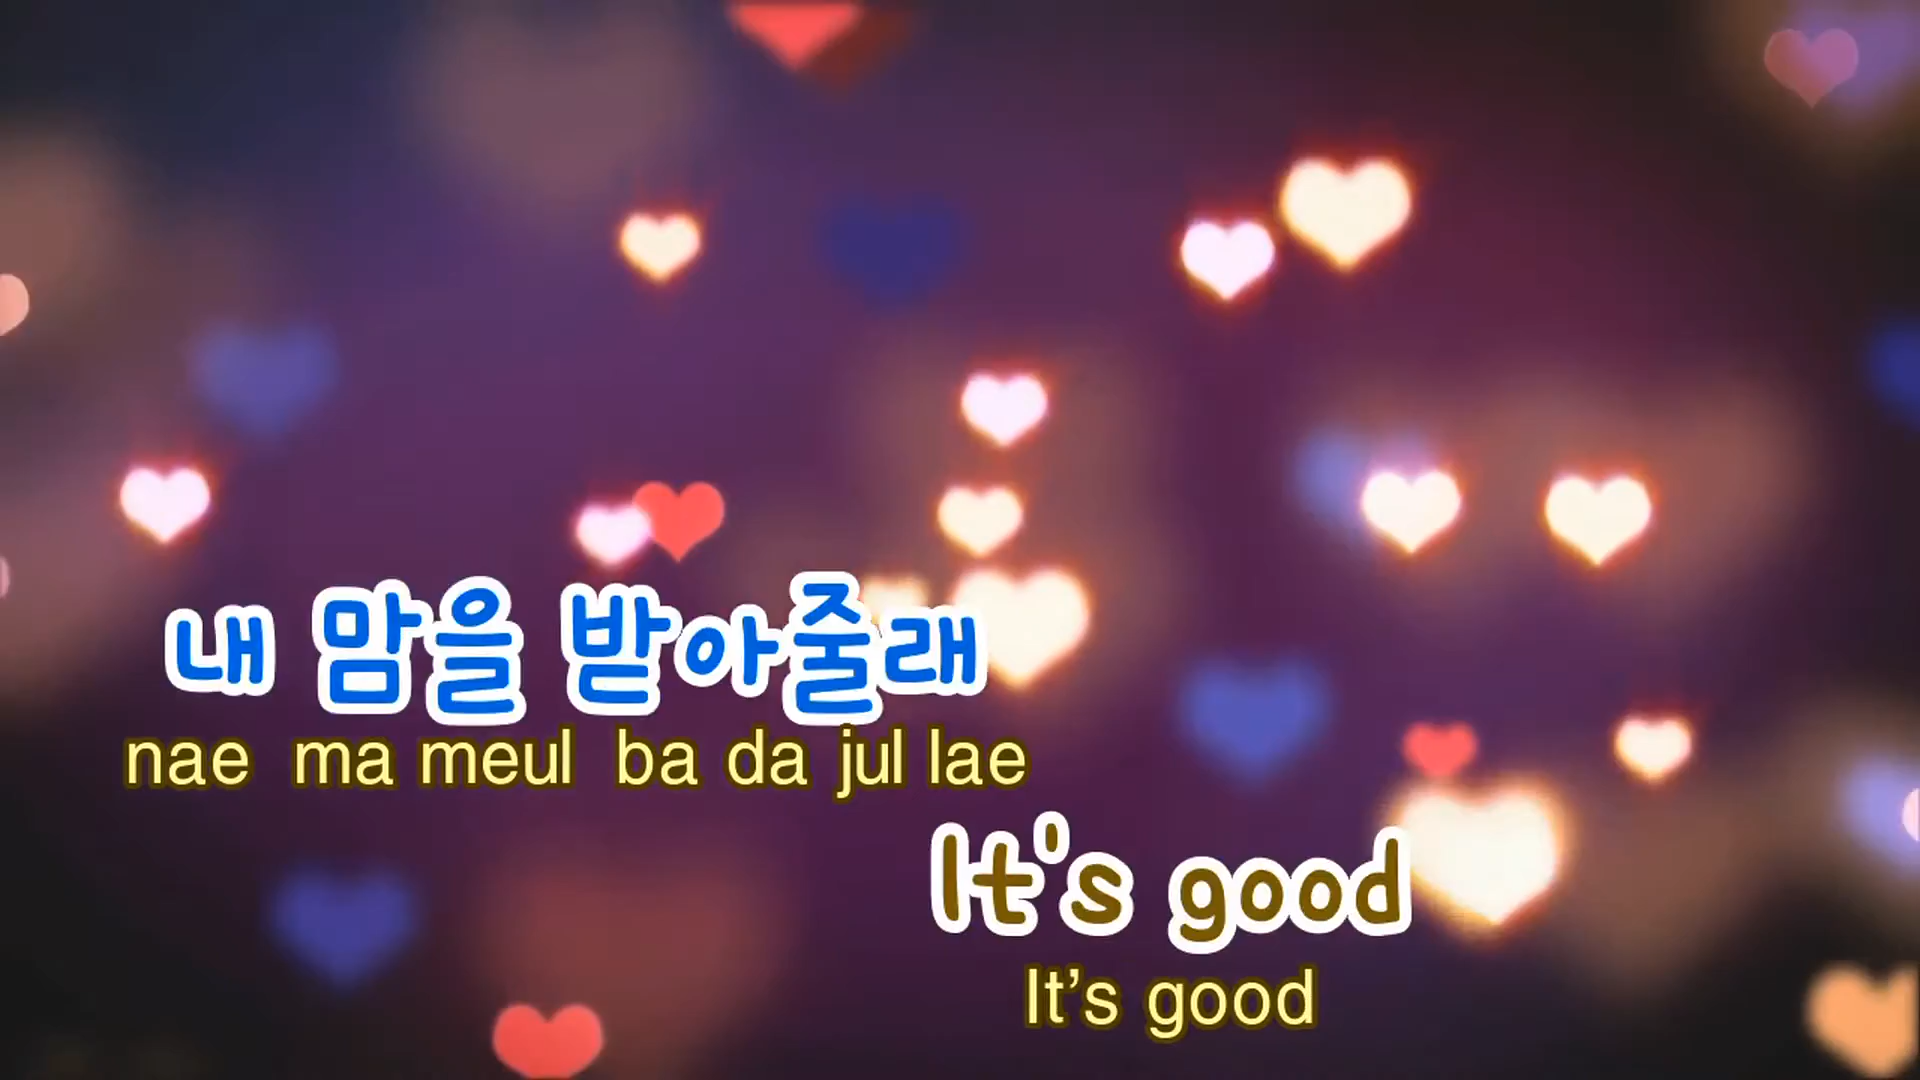 내 맘을 받아줄래
nae ma meul ba da jul lae
It's good
It’s good